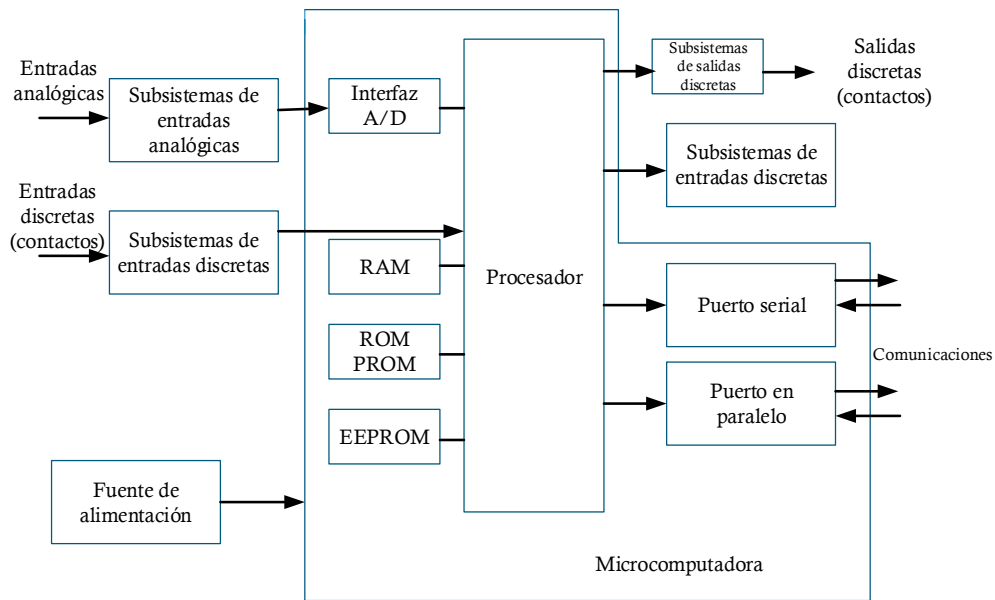 Entradas
analógicas
Subsistemas de
entradas
analógicas
Interfaz
A/D
Entradas
discretas
(contactos)
Subsistemas de
entradas discretas
RAM
ROM
PROM
EEPROM
Fuente de
alimentación
Procesador
Subsistemas
de salidas
discretas
Salidas
discretas
(contactos)
Subsistemas de
entradas discretas
Puerto serial
Comunicaciones
Puerto en
paralelo
Microcomputadora